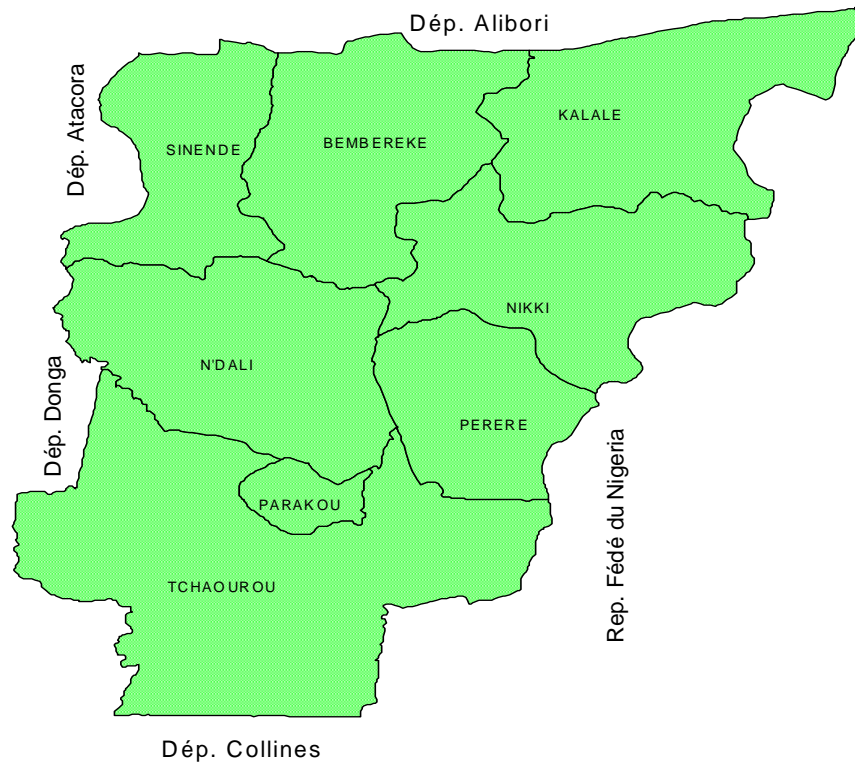 Dép. Alibori
Dép. Atacora
KALALE
BEMBEREKE
SINENDE
NIKKI
N'DALI
Dép. Donga
PERERE
Rep. Fédé du Nigeria
PARAKOU
TCHAOUROU
Dép. Collines